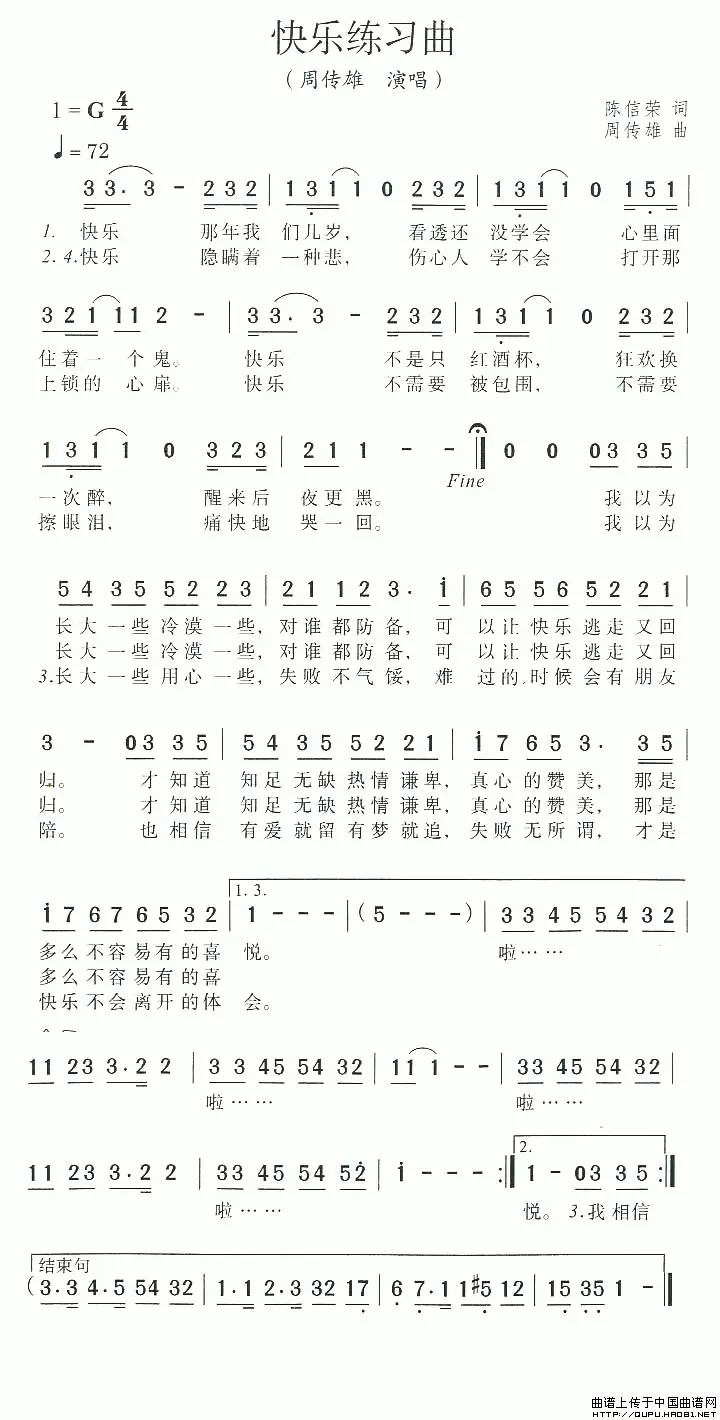 快乐练习曲
（周传雄　演唱）
1 = G 4/4
陈信荣 词
周传雄 曲
♩= 72
3 3· 3 - 2 3 2 | 1 3 1 1 0 2 3 2 | 1 3 1 1 0 1 5 1 |
1. 快乐 那年我 们几岁， 看透还 没学会 心里面
2. 4.快乐 隐瞒着 一种悲， 伤心人 学不会 打开那
3 2 1 1 1 2 - | 3 3· 3 - 2 3 2 | 1 3 1 1 0 2 3 2 |
住着一 个鬼。 快乐 不是只 红酒杯， 狂欢换
上锁的 心扉。 快乐 不需要 被包围， 不需要
1 3 1 1 0 3 2 3 | 2 1 1 - - 0 0 0 3 3 5 |
Fine
一次醉， 醒来后 夜更黑。 我以为
擦眼泪， 痛快地 哭一回。 我以为
5 4 3 5 5 2 2 3 | 2 1 1 2 3· i | 6 5 5 6 5 2 2 1 |
长大一些冷漠一些，对谁都防备，可 以让快乐逃走又回
长大一些冷漠一些，对谁都防备，可 以让快乐逃走又回
3.长大一些用心一些，失败不气馁，难 过的时候会有朋友
3 - 0 3 3 5 | 5 4 3 5 5 2 2 1 | i 7 6 5 3· 3 5 |
归。 才知道 知足无缺热情谦卑，真心的赞美，那是
归。 才知道 知足无缺热情谦卑，真心的赞美，那是
陪。 也相信 有爱就留有梦就追，失败无所谓，才是
1. 3.
i 7 6 7 6 5 3 2 | 1 - - - | ( 5 - - - ) | 3 3 4 5 5 4 3 2 |
多么不容易有的喜 悦。 啦……
多么不容易有的喜
快乐不会离开的体 会。
1 1 2 3 3· 2 2 | 3 3 4 5 5 4 3 2 | 1 1 1 - - | 3 3 4 5 5 4 3 2 |
啦…… 啦……
2.
1 1 2 3 3· 2 2 | 3 3 4 5 5 4 5 2 | i - - - :| 1 - 0 3 3 5 :|
啦…… 悦。 3.我相信
结束句
( 3· 3 4· 5 5 4 3 2 | 1· 1 2· 3 3 2 1 7 | 6 7· 1 1 #5 1 2 | 1 5 3 5 1 - ||
曲谱上传于中国曲谱网
HTTP://QUPU.HAO81.NET